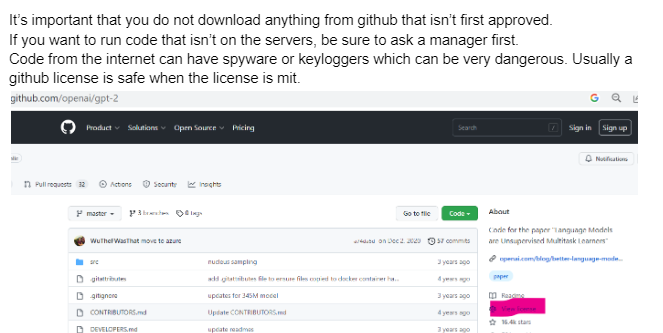 It's important that you do not download anything from github that isn't first approved.
If you want to run code that isn't on the servers, be sure to ask a manager first.
Code from the internet can have spyware or keyloggers which can be very dangerous. Usually a
github license is safe when the license is mit.
github.com/openai/gpt-2
Product Solutions Open Source Pricing Search / Sign in Sign up
Notifications
Pull requests 32 Actions Security Insights
master 3 branches 0 tags Go to file Code About
WuTheFWasThat move to azure on Dec 2, 2020 57 commits
Code for the paper "Language Models
are Unsupervised Multitask Learners"
src nucleus sampling 3 years ago
openai.com/blog/better-language-mode...
.gitattributes add .gitattributes file to ensure files copied to docker container ha... 4 years ago
paper
.gitignore updates for 345M model 3 years ago
Readme
CONTRIBUTORS.md Update CONTRIBUTORS.md 4 years ago
16.4k stars
DEVELOPERS.md update readmes 3 years ago